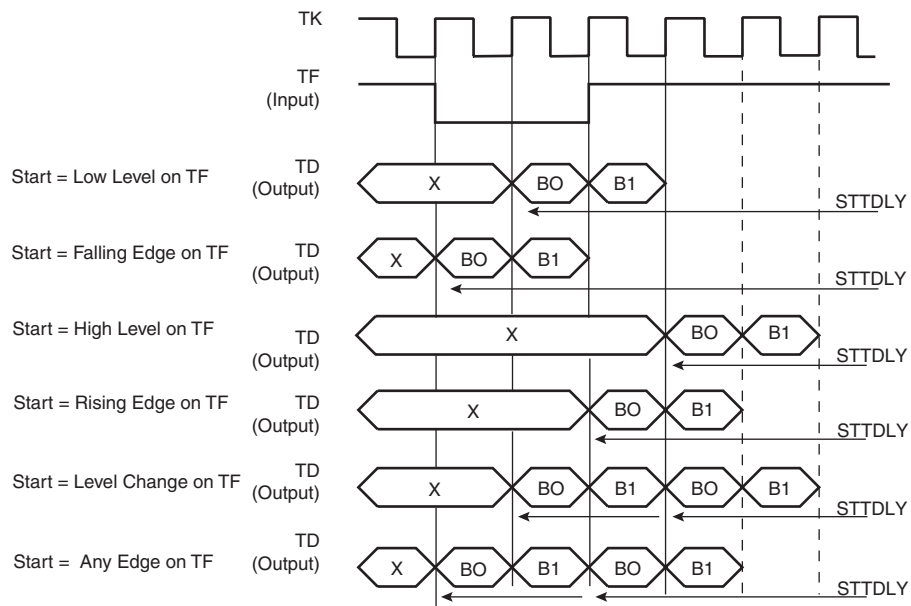 TK
TF
(Input)
Start = Low Level on TF
TD
(Output)
X
BO
B1
STTDLY
Start = Falling Edge on TF
TD
(Output)
X
BO
B1
STTDLY
Start = High Level on TF
TD
(Output)
X
BO
B1
STTDLY
Start = Rising Edge on TF
TD
(Output)
X
BO
B1
STTDLY
Start = Level Change on TF
TD
(Output)
X
BO
B1
BO
B1
STTDLY
Start = Any Edge on TF
TD
(Output)
X
BO
B1
BO
B1
STTDLY